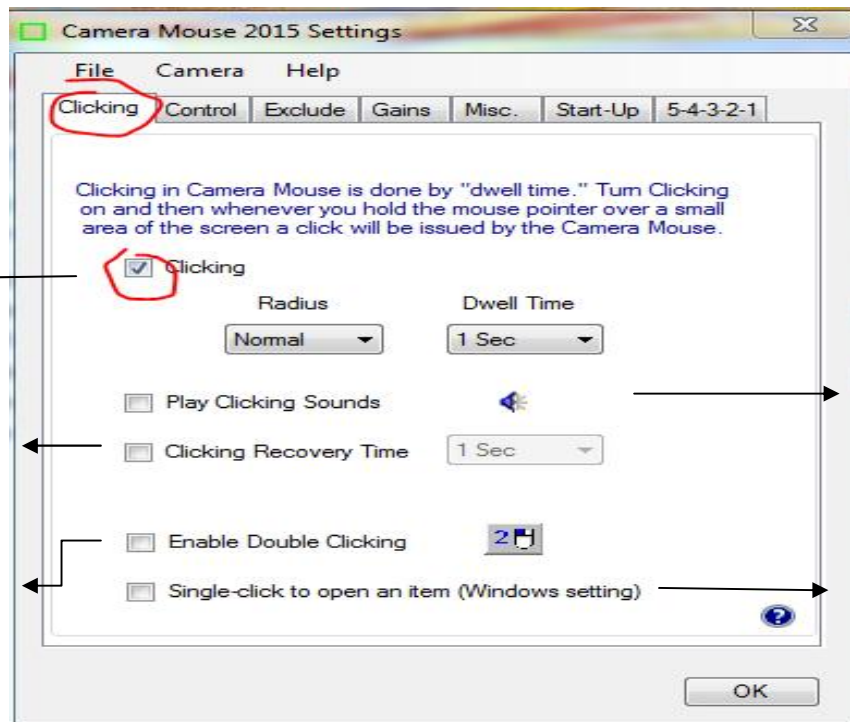 Camera Mouse 2015 Settings
File Camera Help
Clicking Control Exclude Gains Misc. Start-Up 5-4-3-2-1
Clicking in Camera Mouse is done by "dwell time." Turn Clicking
on and then whenever you hold the mouse pointer over a small
area of the screen a click will be issued by the Camera Mouse.
Clicking
Radius Dwell Time
Normal 1 Sec
Play Clicking Sounds
Clicking Recovery Time 1 Sec
Enable Double Clicking 2
Single-click to open an item (Windows setting)
?
OK